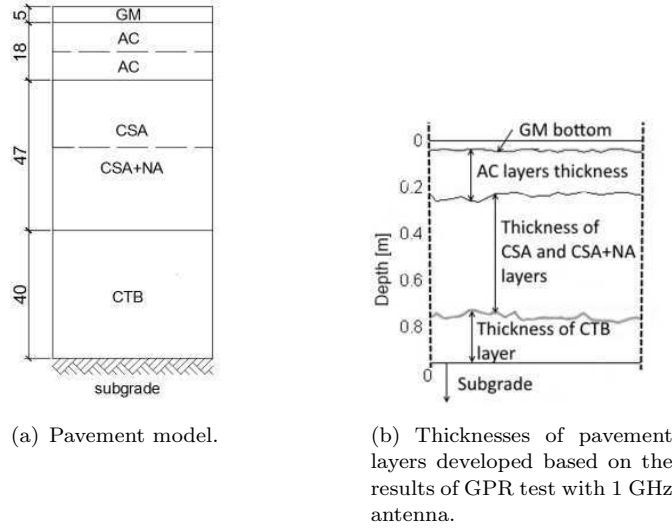 5
GM
18
AC
AC
47
CSA
CSA+NA
40
CTB
subgrade
(a) Pavement model.
GM bottom
0
AC layers thickness
0.2
Thickness of
CSA and CSA+NA
layers
0.4
Depth [m]
0.6
0.8
Thickness of CTB
layer
0
Subgrade
(b) Thicknesses of pavement
layers developed based on the
results of GPR test with 1 GHz
antenna.